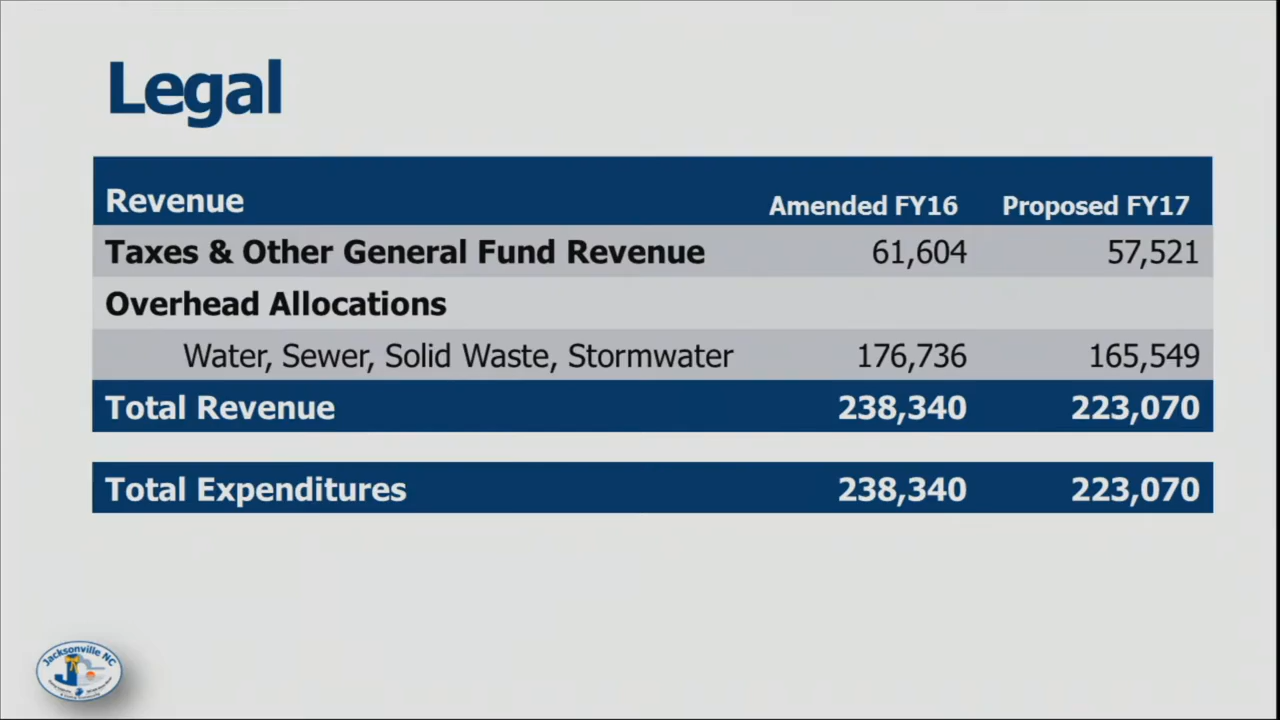 Legal
Revenue Amended FY16 Proposed FY17
Taxes & Other General Fund Revenue 61,604 57,521
Overhead Allocations
Water, Sewer, Solid Waste, Stormwater 176,736 165,549
Total Revenue 238,340 223,070
Total Expenditures 238,340 223,070
Jacksonville NC